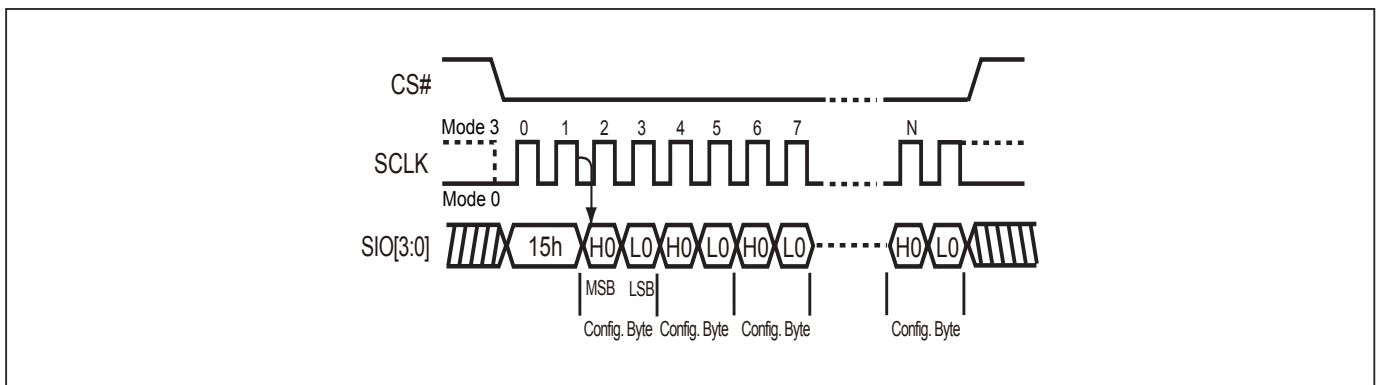 CS#
Mode 3 0 1 2 3 4 5 6 7 N
SCLK
Mode 0
SIO[3:0] 15h H0 L0 H0 L0 H0 L0 H0 L0
MSB LSB
Config. Byte Config. Byte Config. Byte Config. Byte